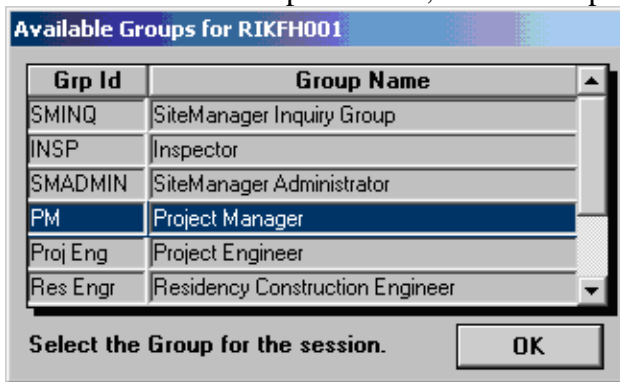 Available Groups for RIKFH001
Grp Id Group Name
SMINQ SiteManager Inquiry Group
INSP Inspector
SMADMIN SiteManager Administrator
PM Project Manager
Proj Eng Project Engineer
Res Engr Residency Construction Engineer
Select the Group for the session. OK